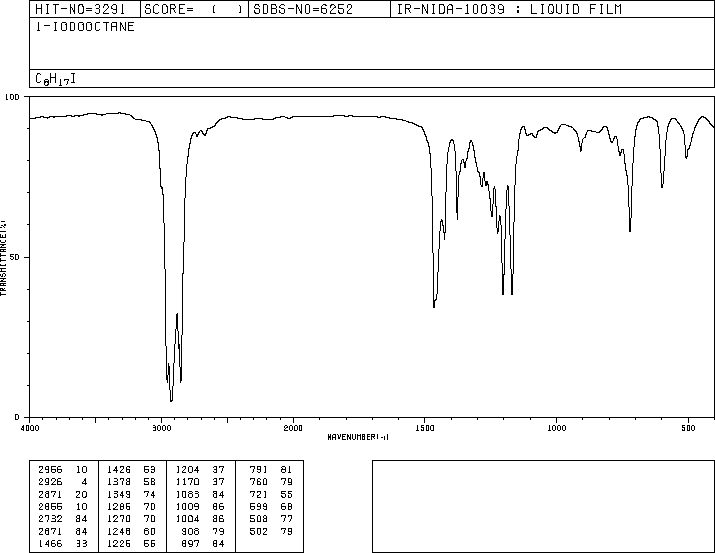 HIT-NO=3291 SCORE= ( ) SDBS-NO=6252 IR-NIDA-10039 : LIQUID FILM
1-IODOOCTANE
C8H17I
100
TRANSMITTANCE(%)
50
0
4000 3000 2000 1500 1000 500
WAVENUMBER(-1)
2956 10 1426 53 1204 37 791 81
2926 4 1378 58 1170 37 760 79
2871 20 1349 74 1083 84 721 55
2855 10 1285 70 1009 86 599 68
2732 84 1270 70 1004 86 508 77
2671 84 1248 60 908 79 502 79
1466 33 1225 55 897 84